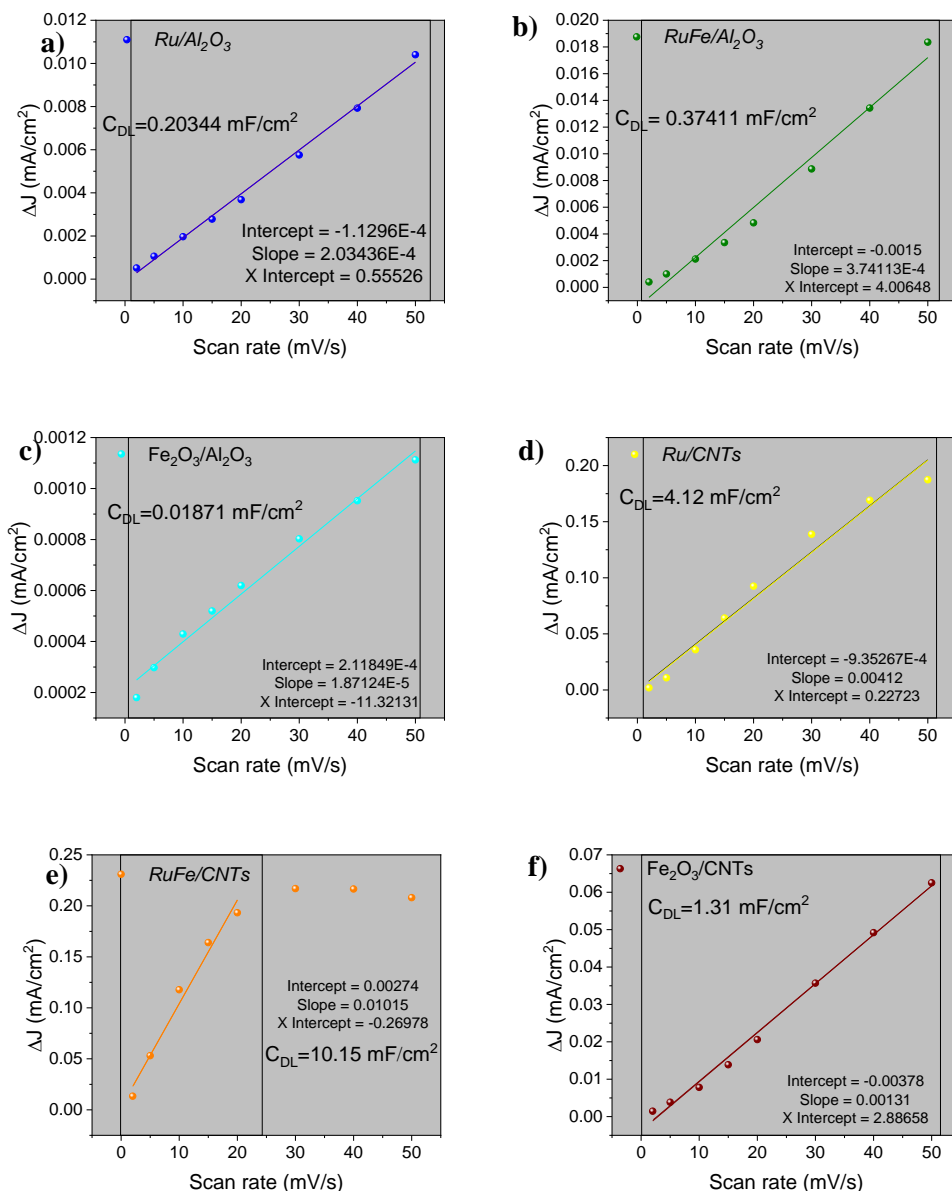 a)
Ru/Al₂O₃
C_DL=0.20344 mF/cm²
Intercept = -1.1296E-4
Slope = 2.03436E-4
X Intercept = 0.55526
0.012
0.010
0.008
0.006
0.004
0.002
0.000
ΔJ (mA/cm²)
0 10 20 30 40 50
Scan rate (mV/s)
b)
RuFe/Al₂O₃
C_DL= 0.37411 mF/cm²
Intercept = -0.0015
Slope = 3.74113E-4
X Intercept = 4.00648
0.020
0.018
0.016
0.014
0.012
0.010
0.008
0.006
0.004
0.002
0.000
ΔJ (mA/cm²)
0 10 20 30 40 50
Scan rate (mV/s)
c)
Fe₂O₃/Al₂O₃
C_DL=0.01871 mF/cm²
Intercept = 2.11849E-4
Slope = 1.87124E-5
X Intercept = -11.32131
0.0012
0.0010
0.0008
0.0006
0.0004
0.0002
ΔJ (mA/cm²)
0 10 20 30 40 50
Scan rate (mV/s)
d)
Ru/CNTs
C_DL=4.12 mF/cm²
Intercept = -9.35267E-4
Slope = 0.00412
X Intercept = 0.22723
0.20
0.15
0.10
0.05
0.00
ΔJ (mA/cm²)
0 10 20 30 40 50
Scan rate (mV/s)
e)
RuFe/CNTs
Intercept = 0.00274
Slope = 0.01015
X Intercept = -0.26978
C_DL=10.15 mF/cm²
0.25
0.20
0.15
0.10
0.05
0.00
ΔJ (mA/cm²)
0 10 20 30 40 50
Scan rate (mV/s)
f)
Fe₂O₃/CNTs
C_DL=1.31 mF/cm²
Intercept = -0.00378
Slope = 0.00131
X Intercept = 2.88658
0.07
0.06
0.05
0.04
0.03
0.02
0.01
0.00
ΔJ (mA/cm²)
0 10 20 30 40 50
Scan rate (mV/s)